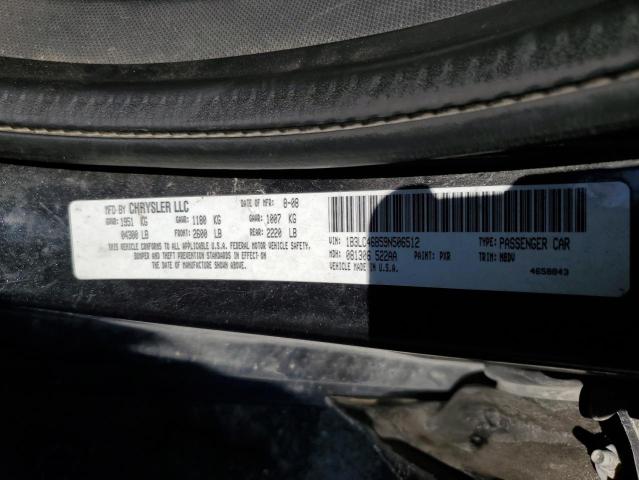 MFD BY CHRYSLER LLC DATE OF MFR: 8-08
GVWR: 1951 KG GAWR: 1180 KG GAWR: 1007 KG
04300 LB FRONT: 2600 LB REAR: 2220 LB
THIS VEHICLE CONFORMS TO ALL APPLICABLE U.S.A. FEDERAL MOTOR VEHICLE SAFETY,
BUMPER AND THEFT PREVENTION STANDARDS IN EFFECT ON
THE DATE OF MANUFACTURE SHOWN ABOVE.
VIN: 1B3LC46B59N506512 TYPE: PASSENGER CAR
MDH: 081306 522AA PAINT: PXR TRIM: M8DV
VEHICLE MADE IN U.S.A. 4658043